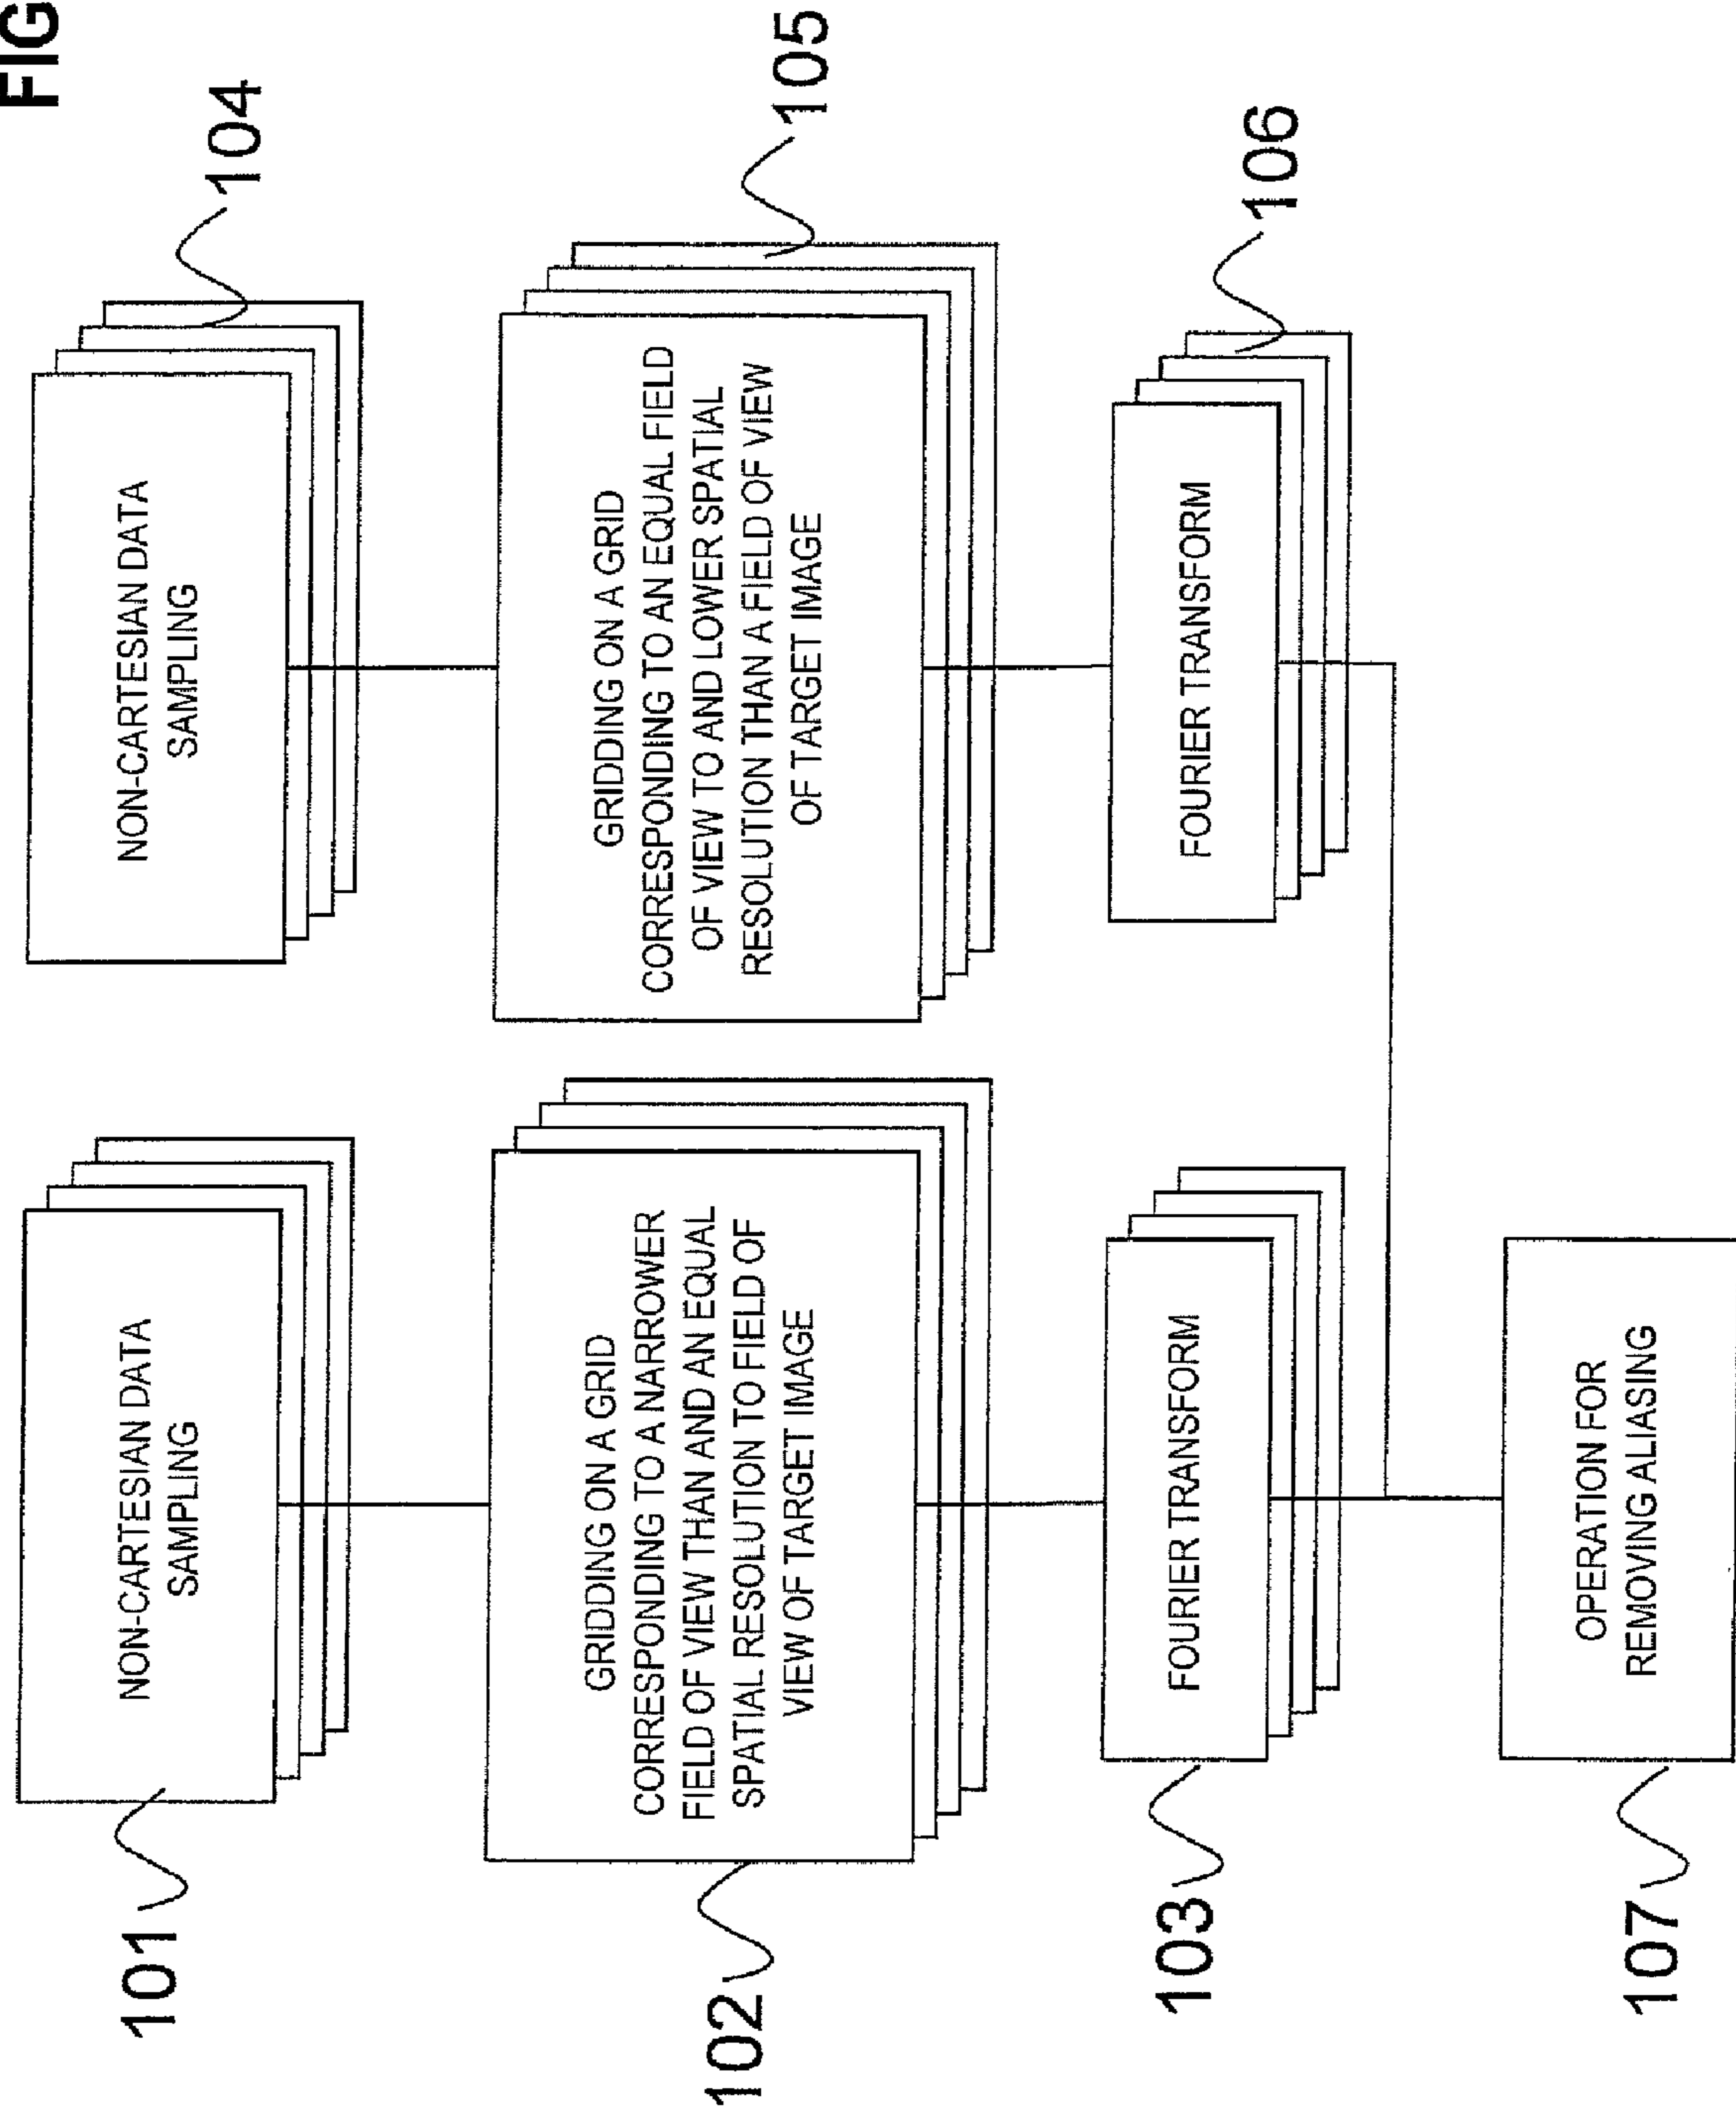 FIG
101
NON-CARTESIAN DATA
SAMPLING
104
NON-CARTESIAN DATA
SAMPLING
102
GRIDDING ON A GRID
CORRESPONDING TO A NARROWER
FIELD OF VIEW THAN AND AN EQUAL
SPATIAL RESOLUTION TO FIELD OF
VIEW OF TARGET IMAGE
105
GRIDDING ON A GRID
CORRESPONDING TO AN EQUAL FIELD
OF VIEW TO AND LOWER SPATIAL
RESOLUTION THAN A FIELD OF VIEW
OF TARGET IMAGE
103
FOURIER TRANSFORM
106
FOURIER TRANSFORM
107
OPERATION FOR
REMOVING ALIASING